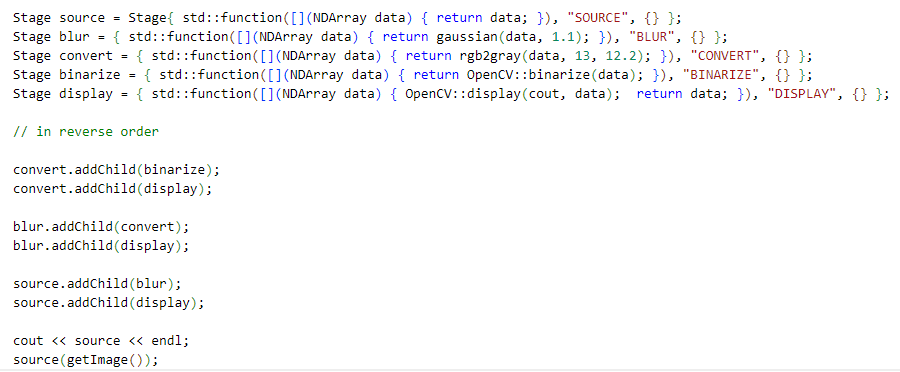 Stage source = Stage{ std::function([](NDArray data) { return data; }), "SOURCE", {} };
Stage blur = { std::function([](NDArray data) { return gaussian(data, 1.1); }), "BLUR", {} };
Stage convert = { std::function([](NDArray data) { return rgb2gray(data, 13, 12.2); }), "CONVERT", {} };
Stage binarize = { std::function([](NDArray data) { return OpenCV::binarize(data); }), "BINARIZE", {} };
Stage display = { std::function([](NDArray data) { OpenCV::display(cout, data);  return data; }), "DISPLAY", {} };
// in reverse order
convert.addChild(binarize);
convert.addChild(display);
blur.addChild(convert);
blur.addChild(display);
source.addChild(blur);
source.addChild(display);
cout << source << endl;
source(getImage());